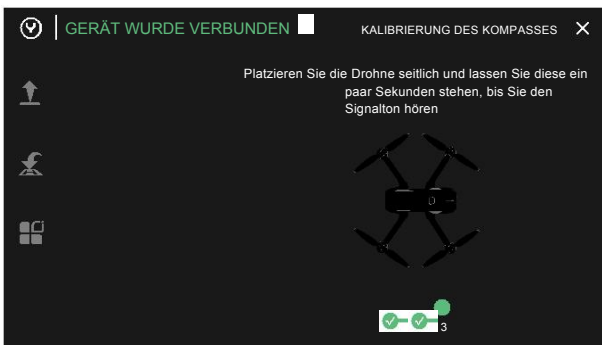 GERÄT WURDE VERBUNDEN
KALIBRIERUNG DES KOMPASSES
Platzieren Sie die Drohne seitlich und lassen Sie diese ein
paar Sekunden stehen, bis Sie den
Signalton hören
3